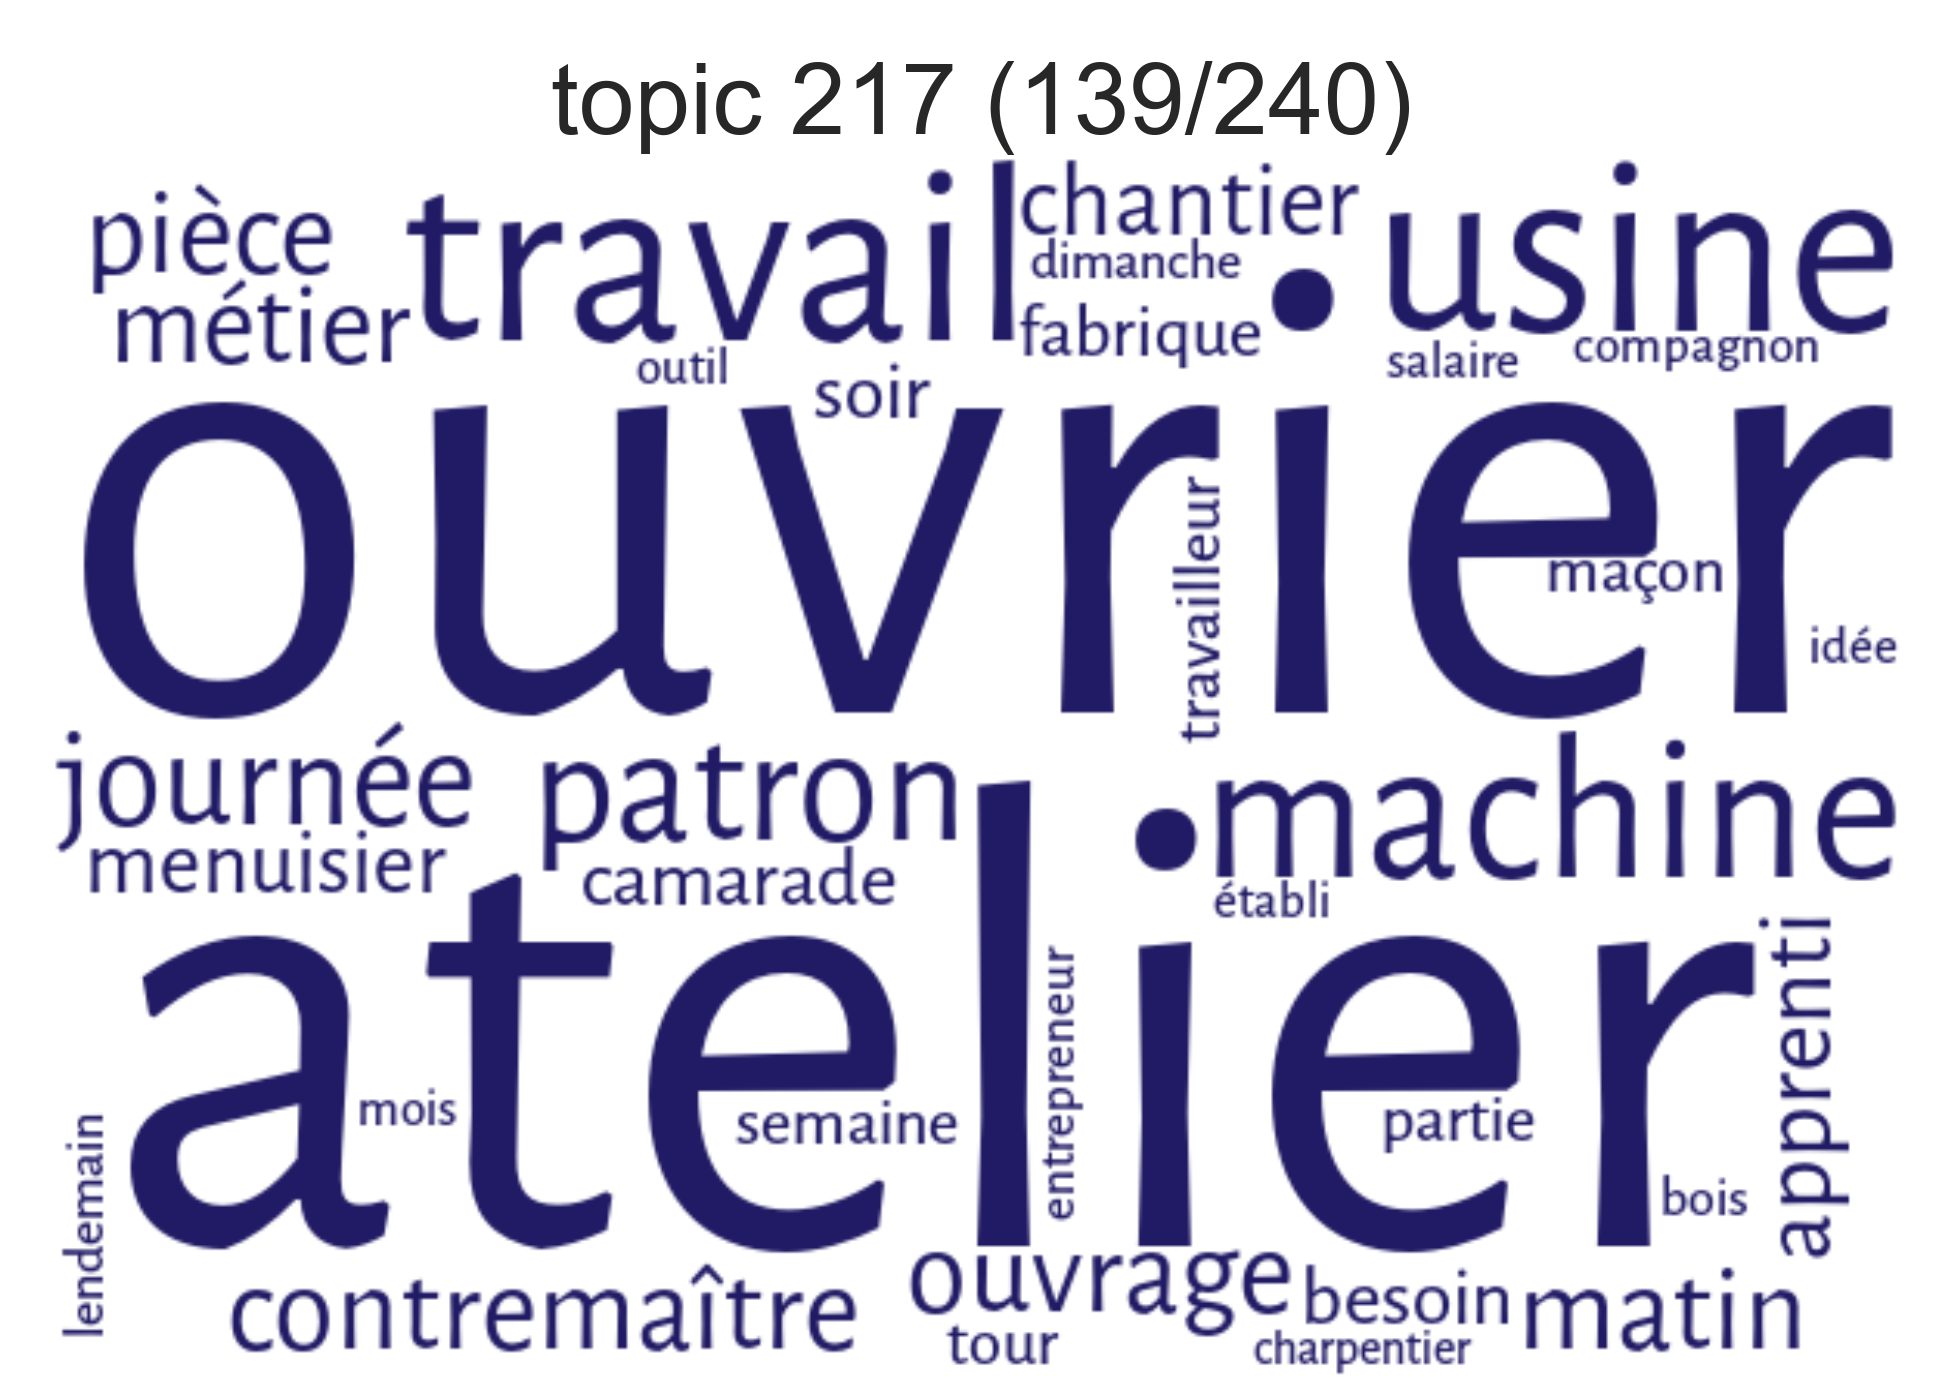 topic 217 (139/240)
pièce
travail
chantier
usine
dimanche
métier
fabrique
outil
soir
salaire
compagnon
ouvrier
travailleur
maçon
idée
journée
patron
machine
menuisier
camarade
établi
atelier
apprenti
entrepreneur
mois
semaine
partie
bois
lendemain
contremaître
ouvrage
besoin
matin
tour
charpentier